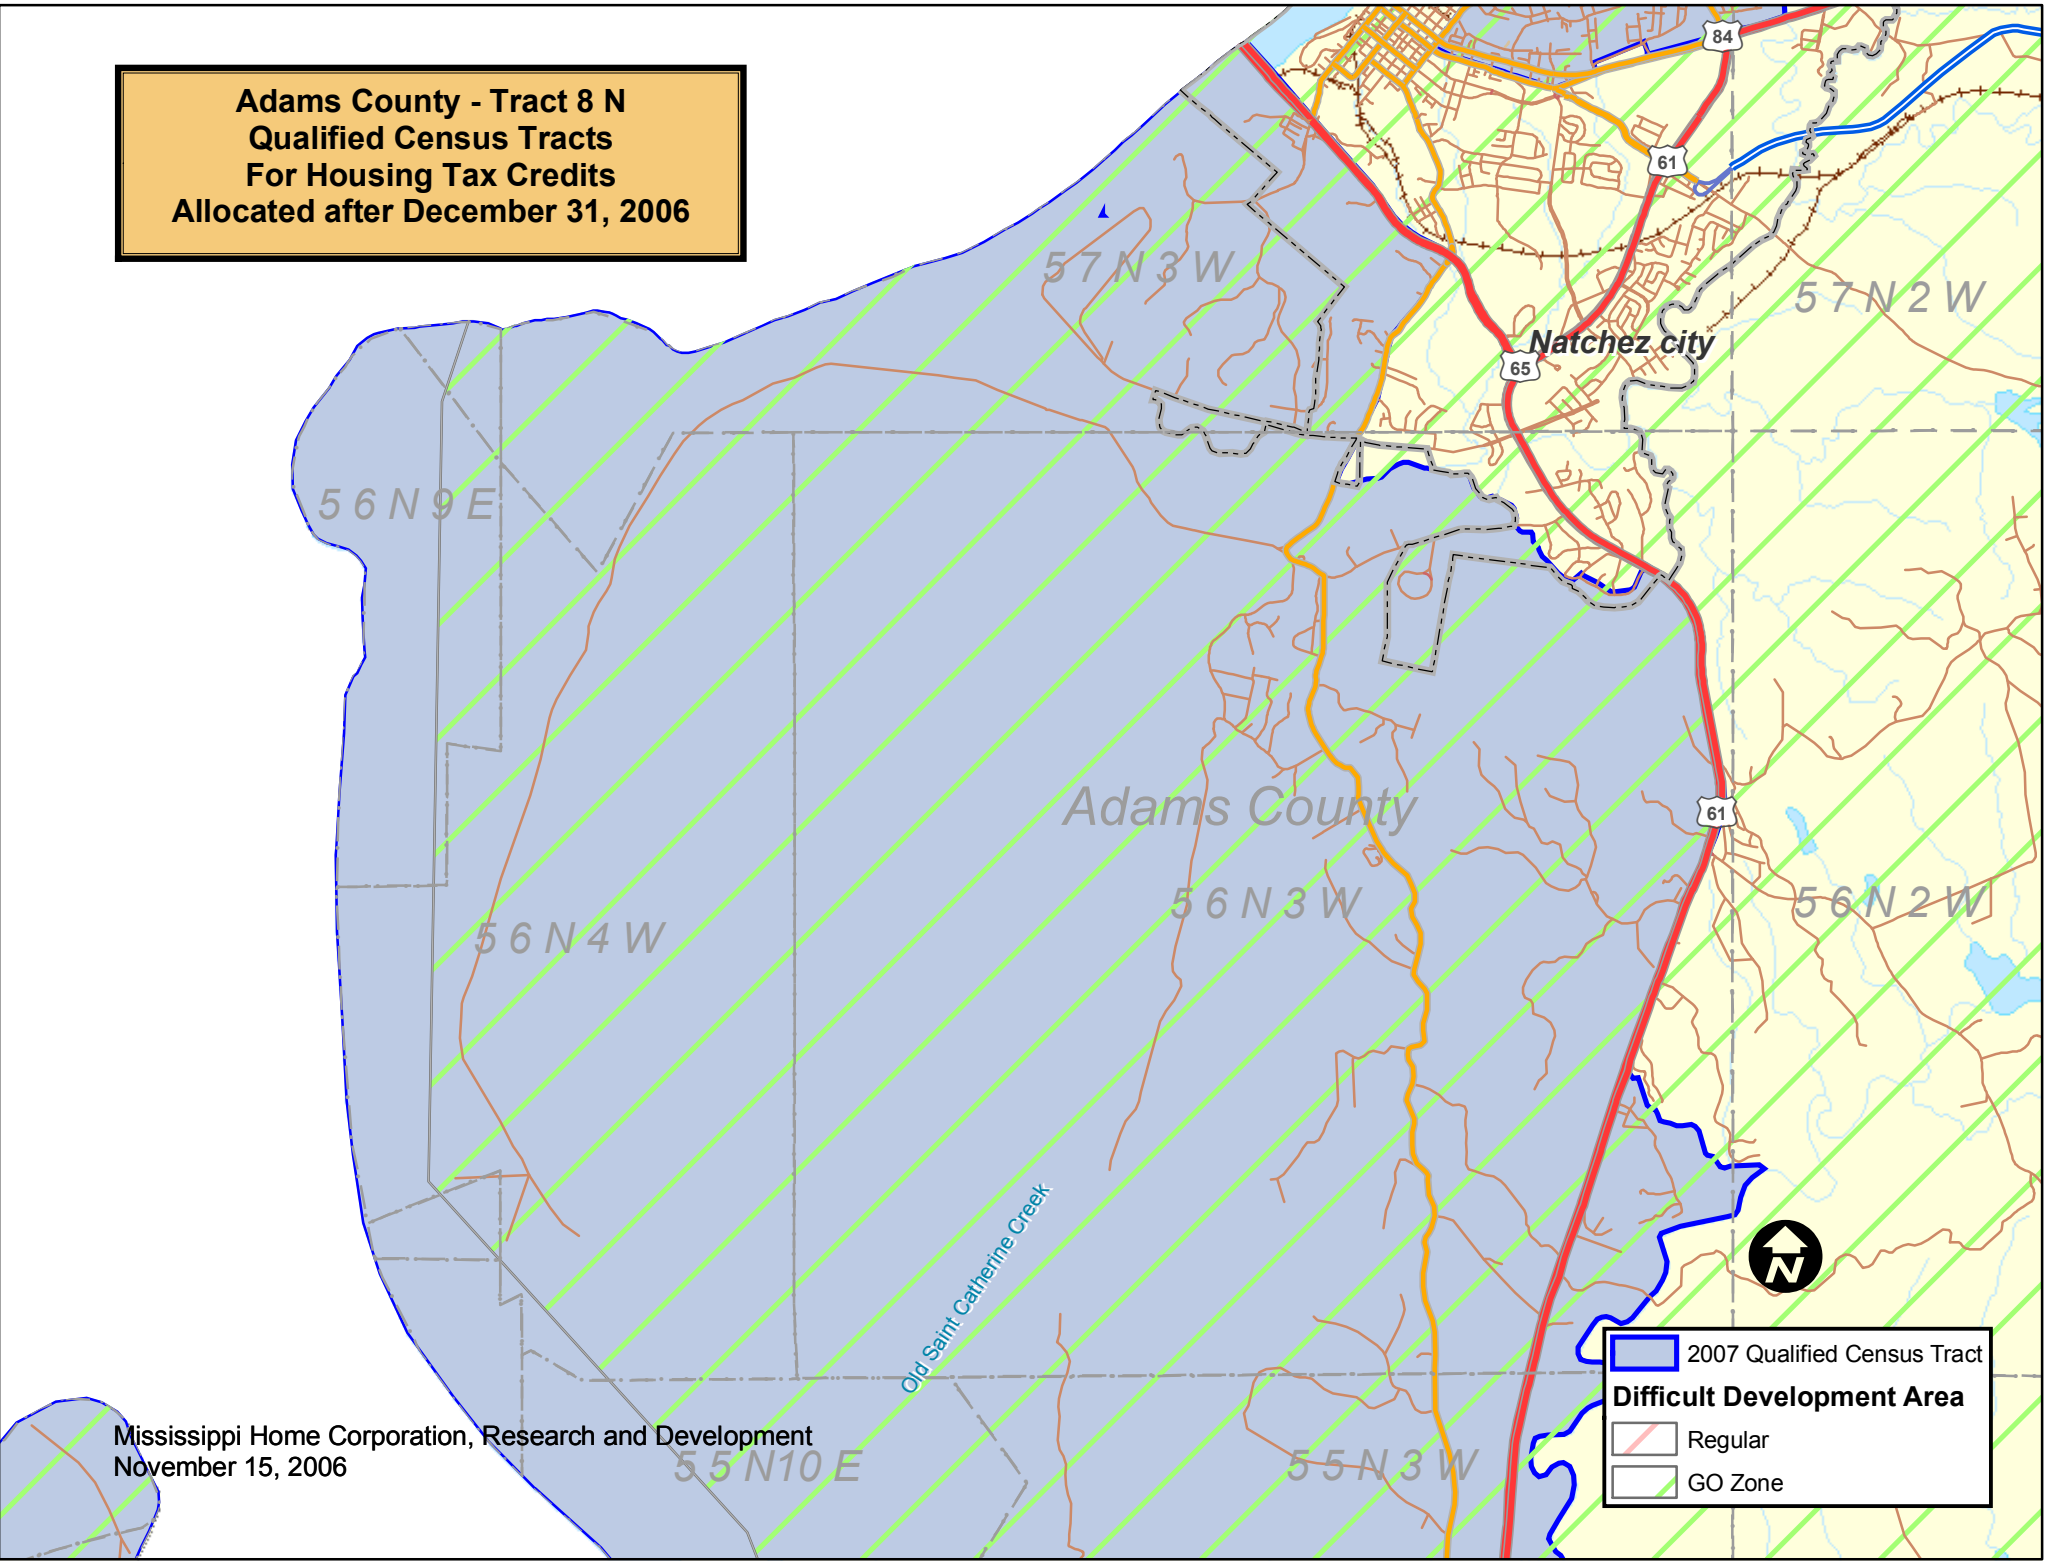 Adams County - Tract 8 N
Qualified Census Tracts
For Housing Tax Credits
Allocated after December 31, 2006
84
61
57N3W
57N2W
Natchez city
65
56N9E
Adams County
61
56N3W
56N2W
56N4W
Old Saint Catherine Creek
N
2007 Qualified Census Tract
Difficult Development Area
Regular
GO Zone
Mississippi Home Corporation, Research and Development
November 15, 2006
55N10E
55N3W